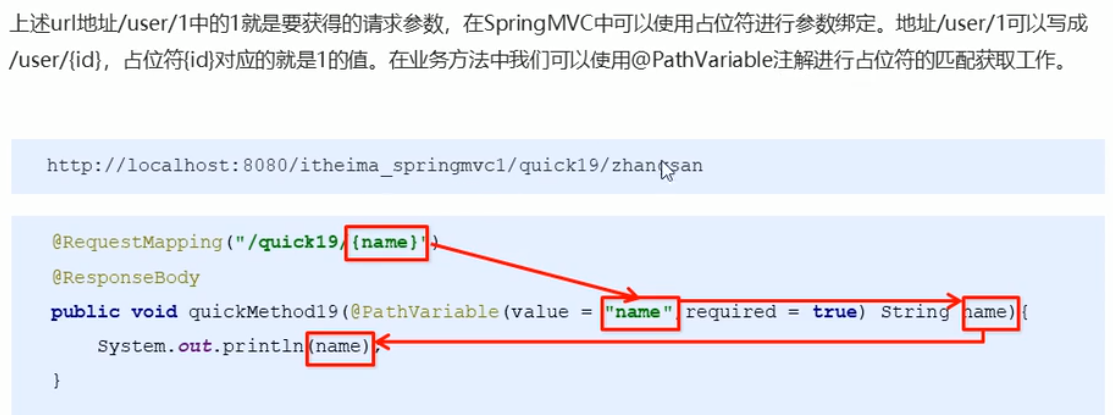 上述url地址/user/1中的1就是要获得的请求参数，在SpringMVC中可以使用占位符进行参数绑定。地址/user/1可以写成
/user/{id}，占位符{id}对应的就是1的值。在业务方法中我们可以使用@PathVariable注解进行占位符的匹配获取工作。
http://localhost:8080/itheima_springmvc1/quick19/zhangsan
@RequestMapping("/quick19/{name}")
@ResponseBody
public void quickMethod19(@PathVariable(value = "name",required = true) String name){
System.out.println(name);
}